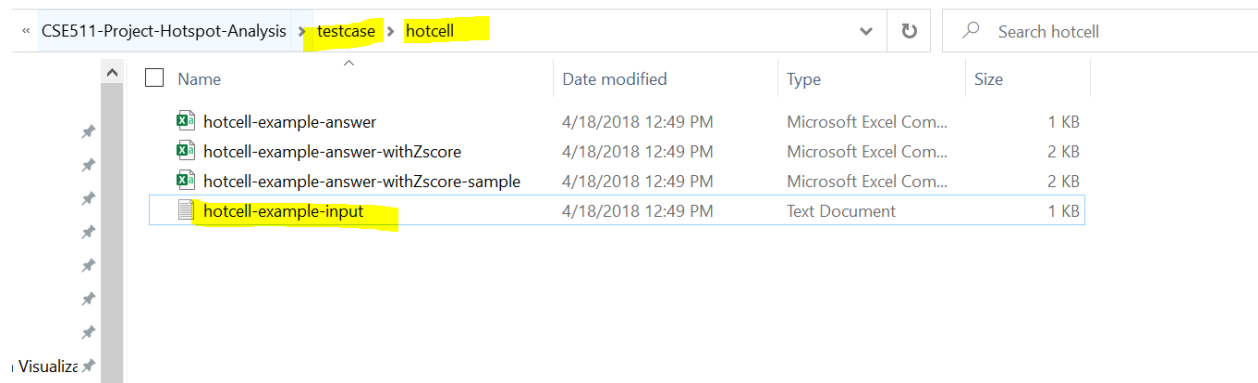 « CSE511-Project-Hotspot-Analysis > testcase > hotcell Search hotcell
Name Date modified Type Size
hotcell-example-answer 4/18/2018 12:49 PM Microsoft Excel Com... 1 KB
hotcell-example-answer-withZscore 4/18/2018 12:49 PM Microsoft Excel Com... 2 KB
hotcell-example-answer-withZscore-sample 4/18/2018 12:49 PM Microsoft Excel Com... 2 KB
hotcell-example-input 4/18/2018 12:49 PM Text Document 1 KB
Visualiza